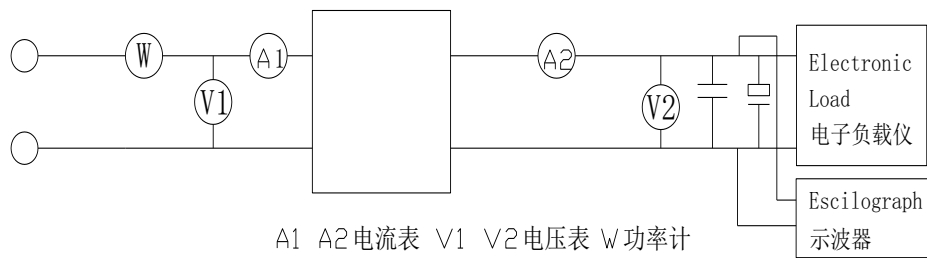 W
A1
V1
A2
V2
Electronic
Load
电子负载仪
Escilograph
示波器
A1 A2电流表 V1 V2电压表 W功率计